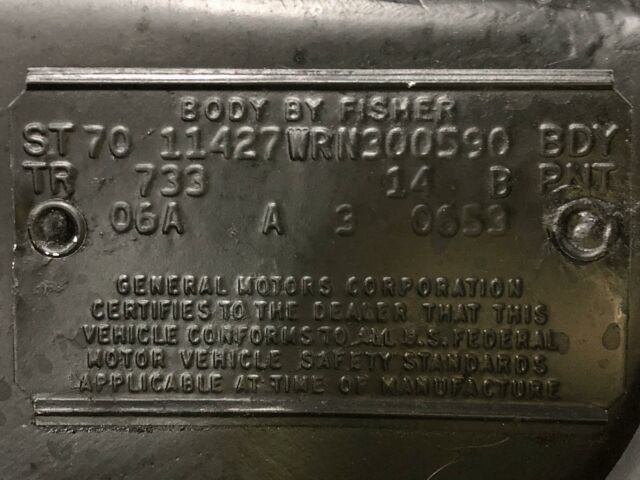 BODY BY FISHER
ST 70 11427 WRN300590 BDY
TR 733 14 B PNT
06A A 3 0653
GENERAL MOTORS CORPORATION
CERTIFIES TO THE DEALER THAT THIS
VEHICLE CONFORMS TO ALL U.S. FEDERAL
MOTOR VEHICLE SAFETY STANDARDS
APPLICABLE AT TIME OF MANUFACTURE